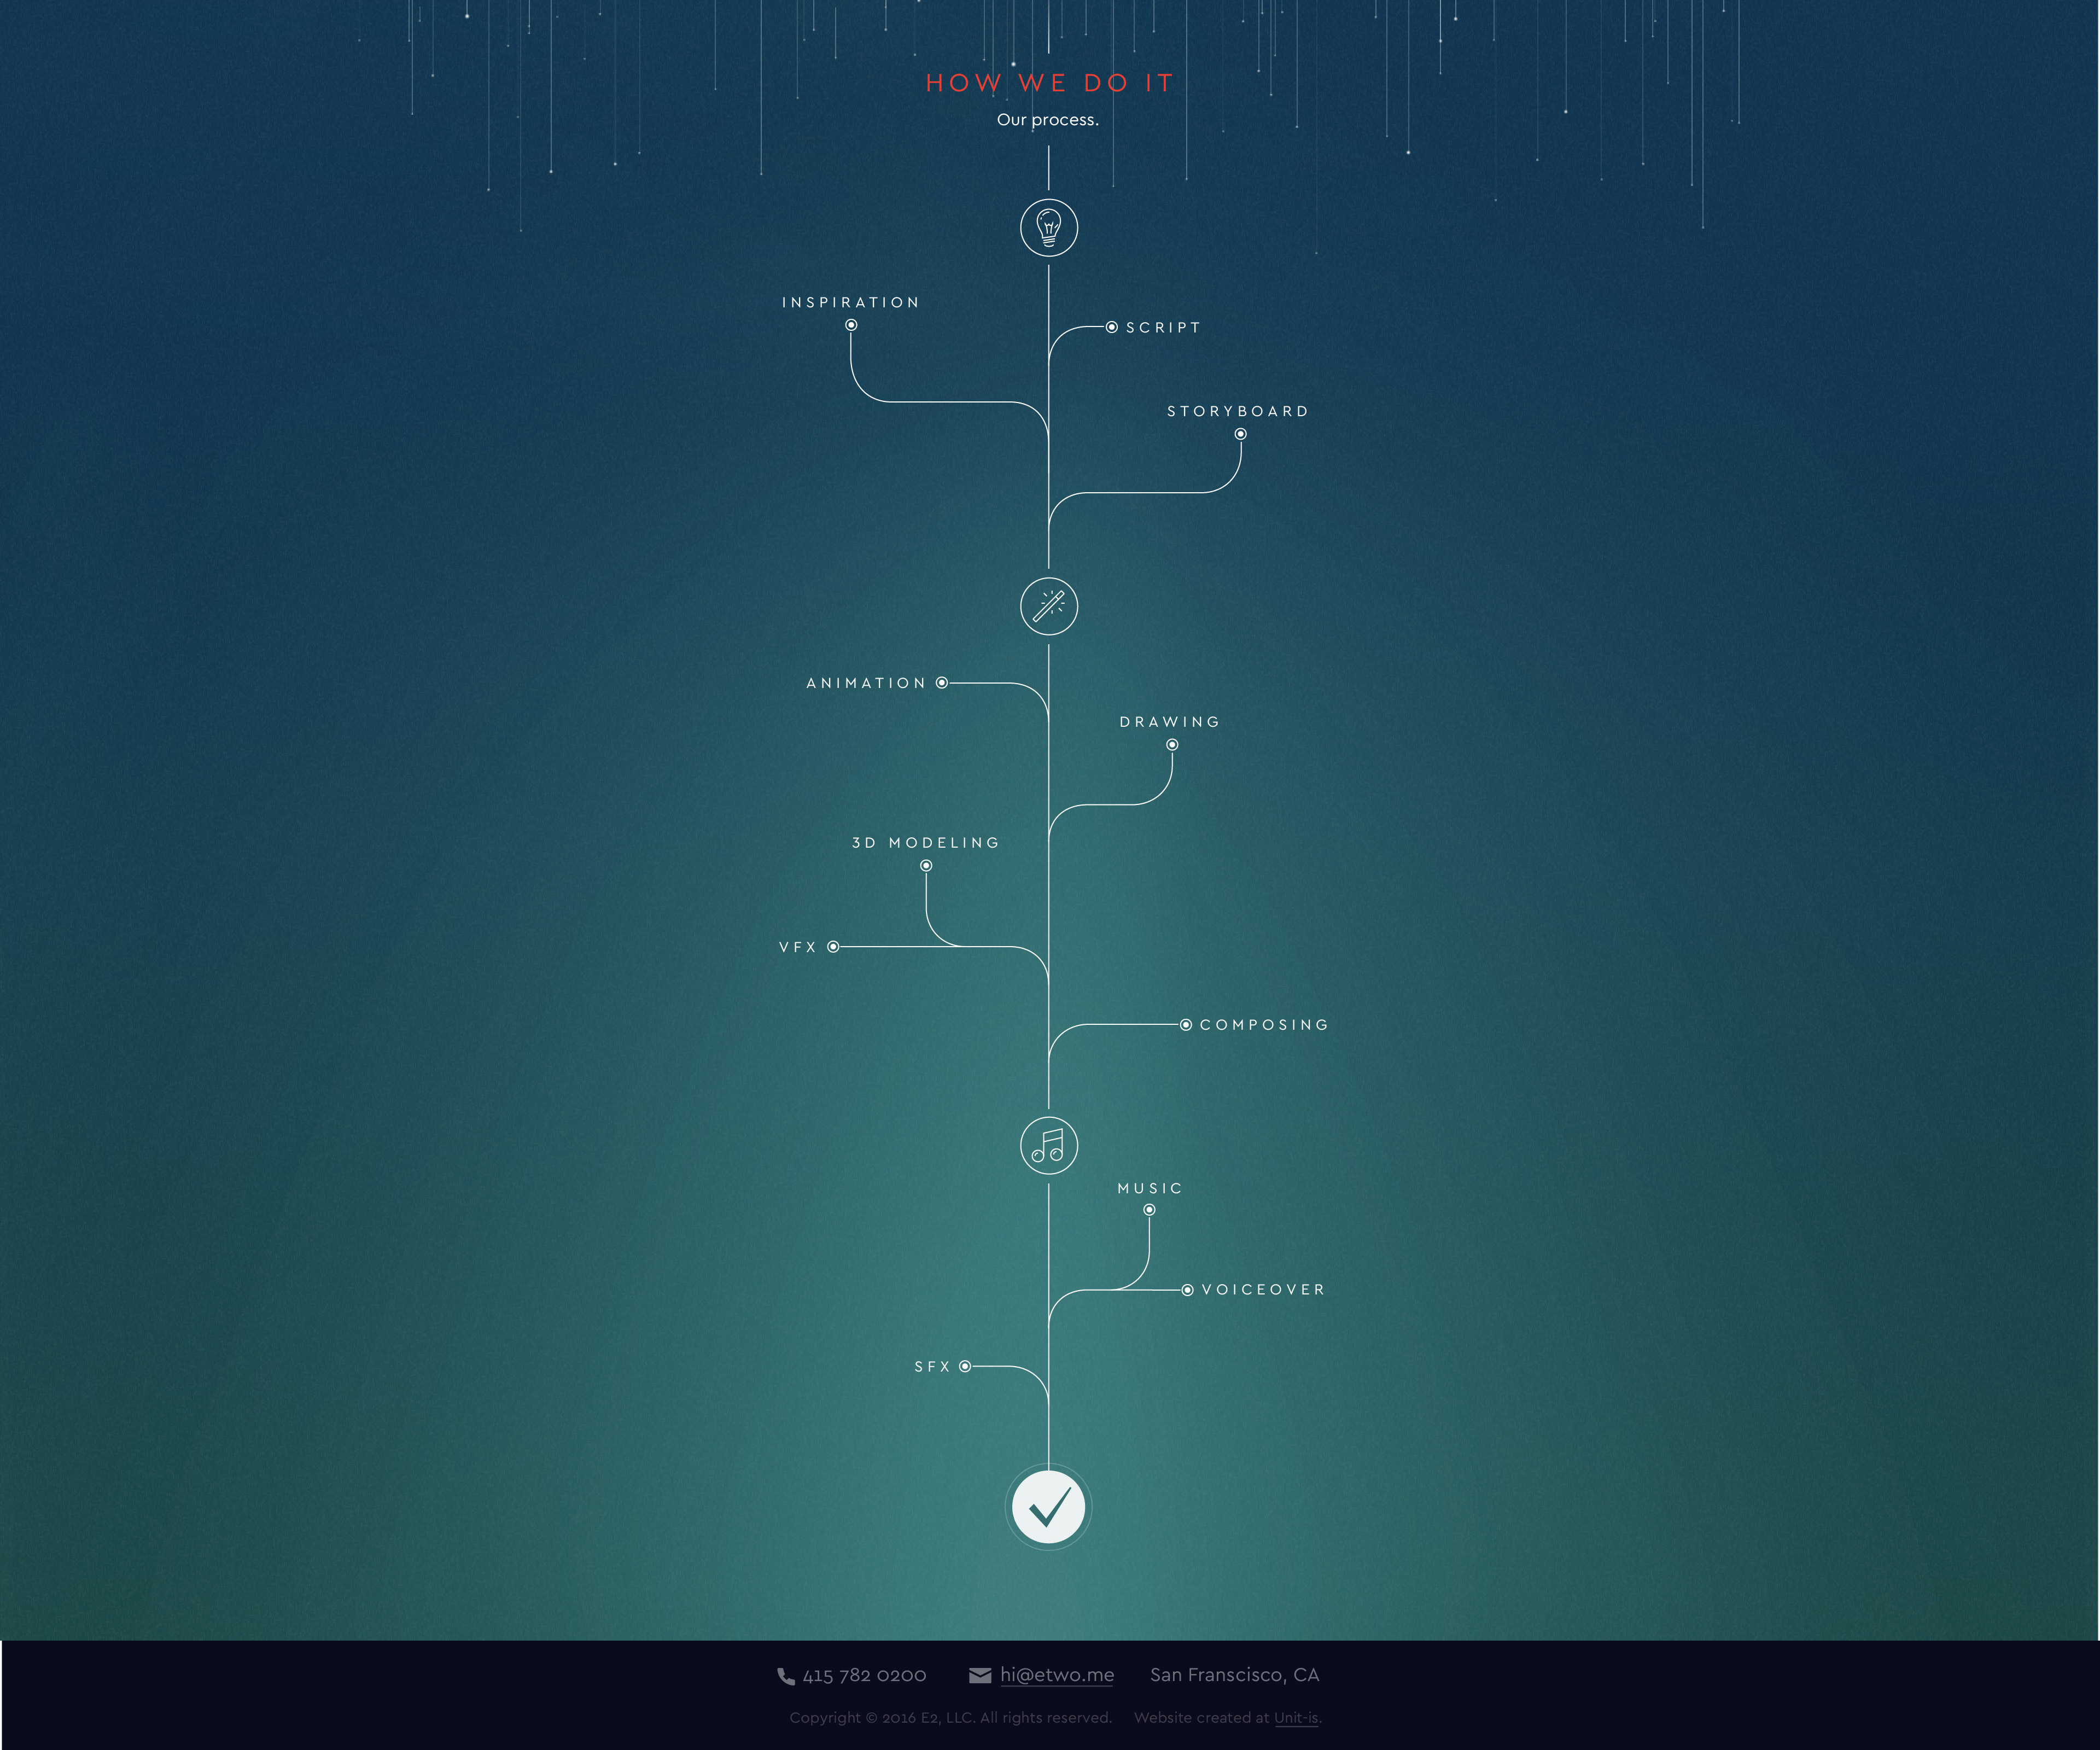 HOW WE DO IT
Our process.
INSPIRATION
SCRIPT
STORYBOARD
ANIMATION
DRAWING
3D MODELING
VFX
COMPOSING
MUSIC
VOICEOVER
SFX
415 782 0200 hi@etwo.me San Franscisco, CA
Copyright © 2016 E2, LLC. All rights reserved. Website created at Unit-is.